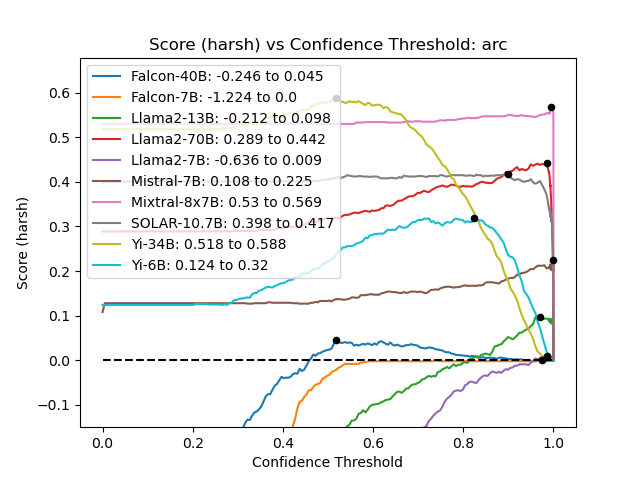 Score (harsh) vs Confidence Threshold: arc
Falcon-40B: -0.246 to 0.045
Falcon-7B: -1.224 to 0.0
Llama2-13B: -0.212 to 0.098
Llama2-70B: 0.289 to 0.442
Llama2-7B: -0.636 to 0.009
Mistral-7B: 0.108 to 0.225
Mixtral-8x7B: 0.53 to 0.569
SOLAR-10.7B: 0.398 to 0.417
Yi-34B: 0.518 to 0.588
Yi-6B: 0.124 to 0.32
Score (harsh)
0.6
0.5
0.4
0.3
0.2
0.1
0.0
−0.1
0.0 0.2 0.4 0.6 0.8 1.0
Confidence Threshold